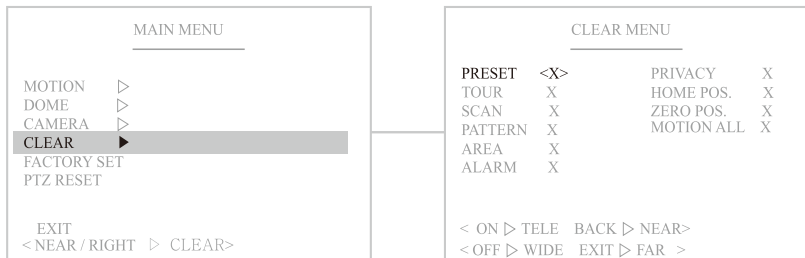 MAIN MENU
MOTION ▷
DOME ▷
CAMERA ▷
CLEAR ▶
FACTORY SET
PTZ RESET
EXIT
< NEAR / RIGHT ▷ CLEAR>
CLEAR MENU
PRESET <X> PRIVACY X
TOUR X HOME POS. X
SCAN X ZERO POS. X
PATTERN X MOTION ALL X
AREA X
ALARM X
< ON ▷ TELE BACK ▷ NEAR>
< OFF ▷ WIDE EXIT ▷ FAR >